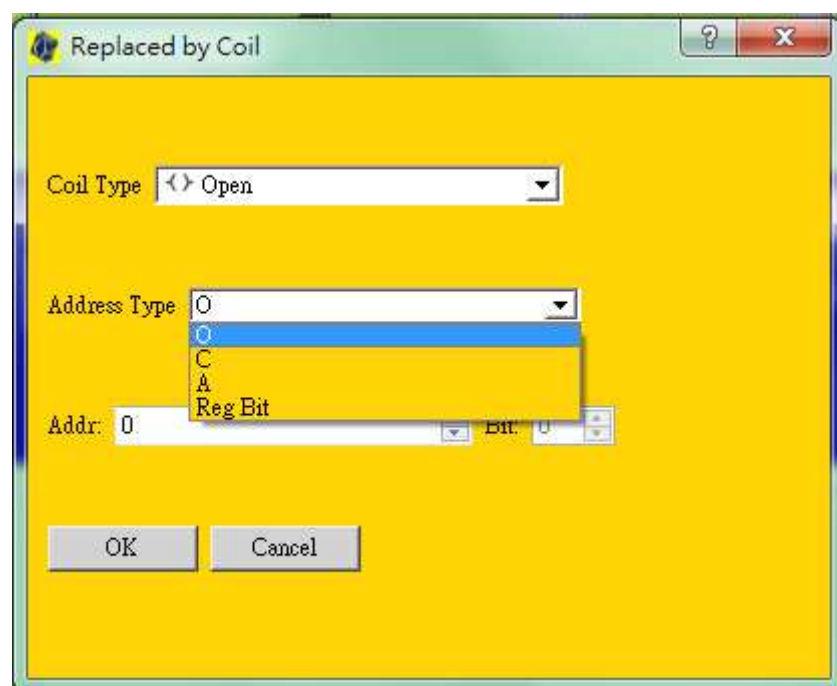 Replaced by Coil
? X
Coil Type Open
Address Type O
O
C
A
Reg Bit
Addr: 0 Bit: 0
OK Cancel